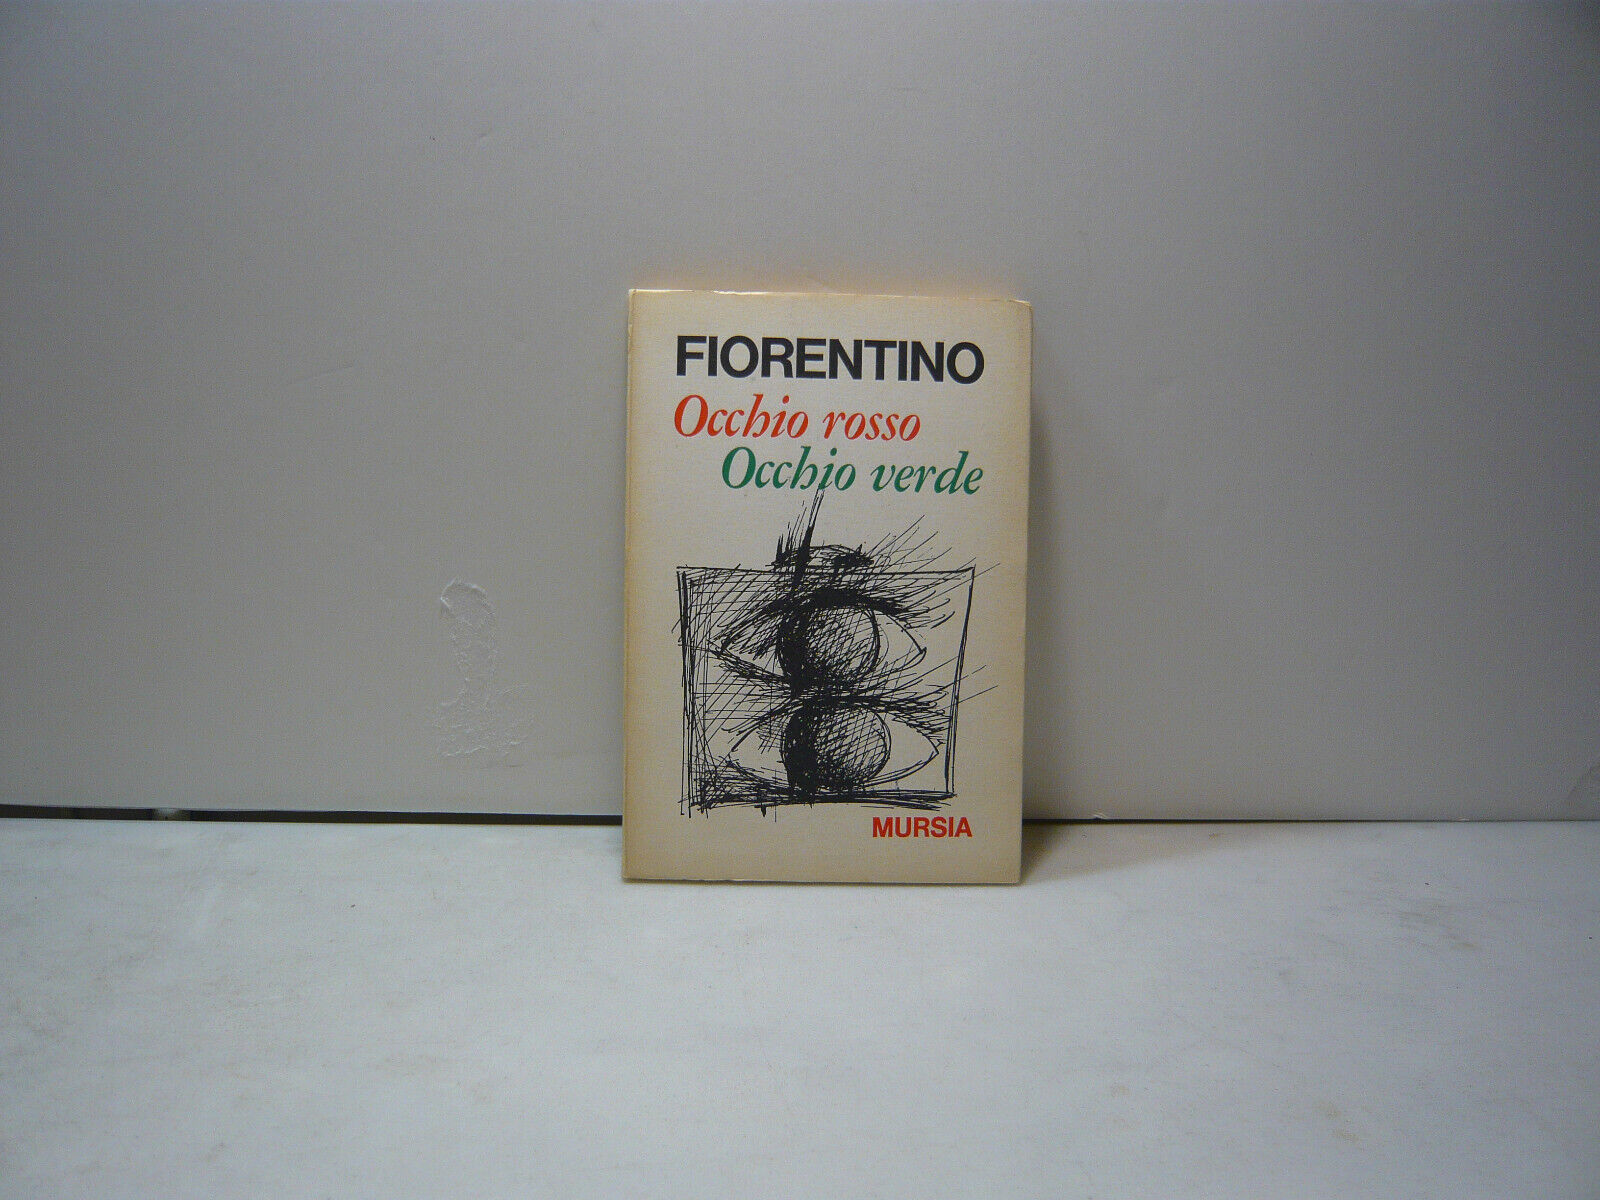 FIORENTINO
Occhio rosso
Occhio verde
MURSIA